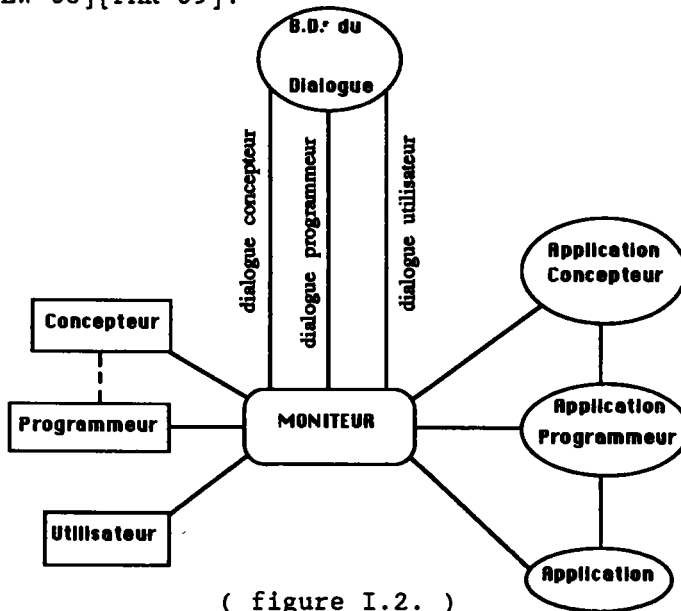 B.D. du
Dialogue
dialogue concepteur
dialogue programmeur
dialogue utilisateur
Application
Concepteur
Concepteur
Programmeur
MONITEUR
Application
Programmeur
Utilisateur
Application
( figure I.2. )